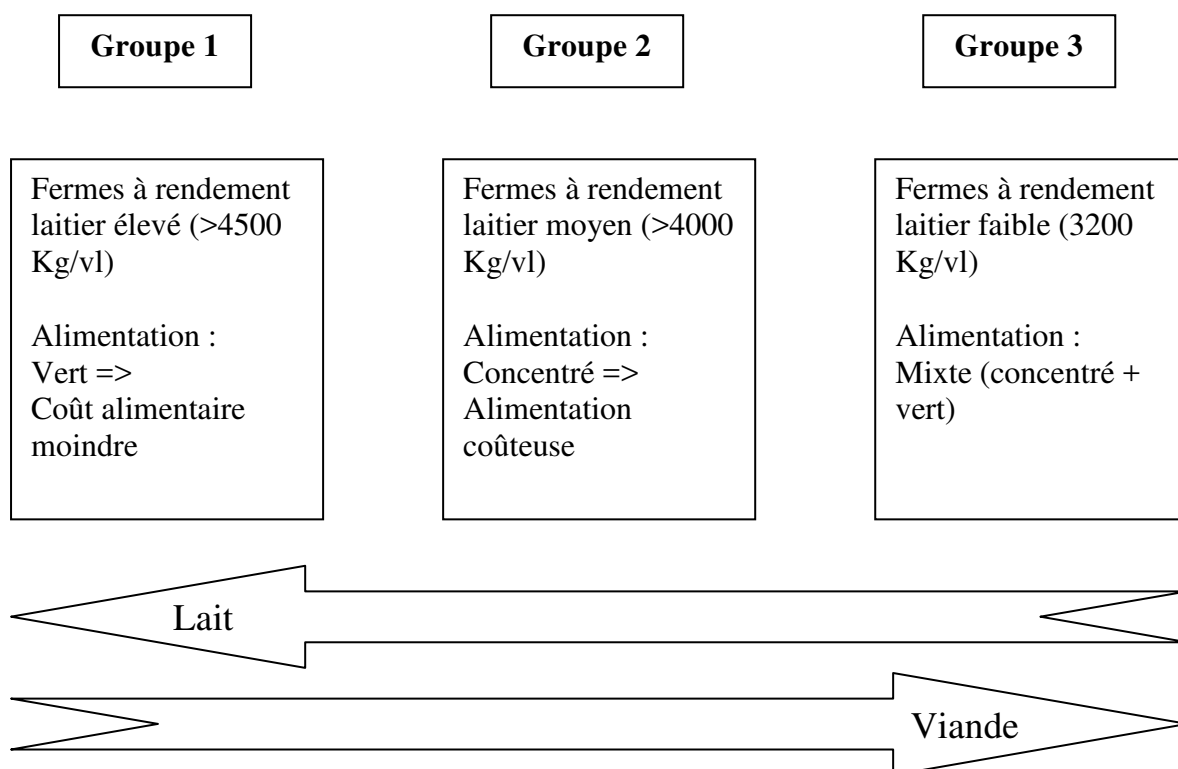 Groupe 1
Groupe 2
Groupe 3
Fermes à rendement
laitier élevé (>4500
Kg/vl)
Alimentation :
Vert =>
Coût alimentaire
moindre
Fermes à rendement
laitier moyen (>4000
Kg/vl)
Alimentation :
Concentré =>
Alimentation
coûteuse
Fermes à rendement
laitier faible (3200
Kg/vl)
Alimentation :
Mixte (concentré +
vert)
Lait
Viande